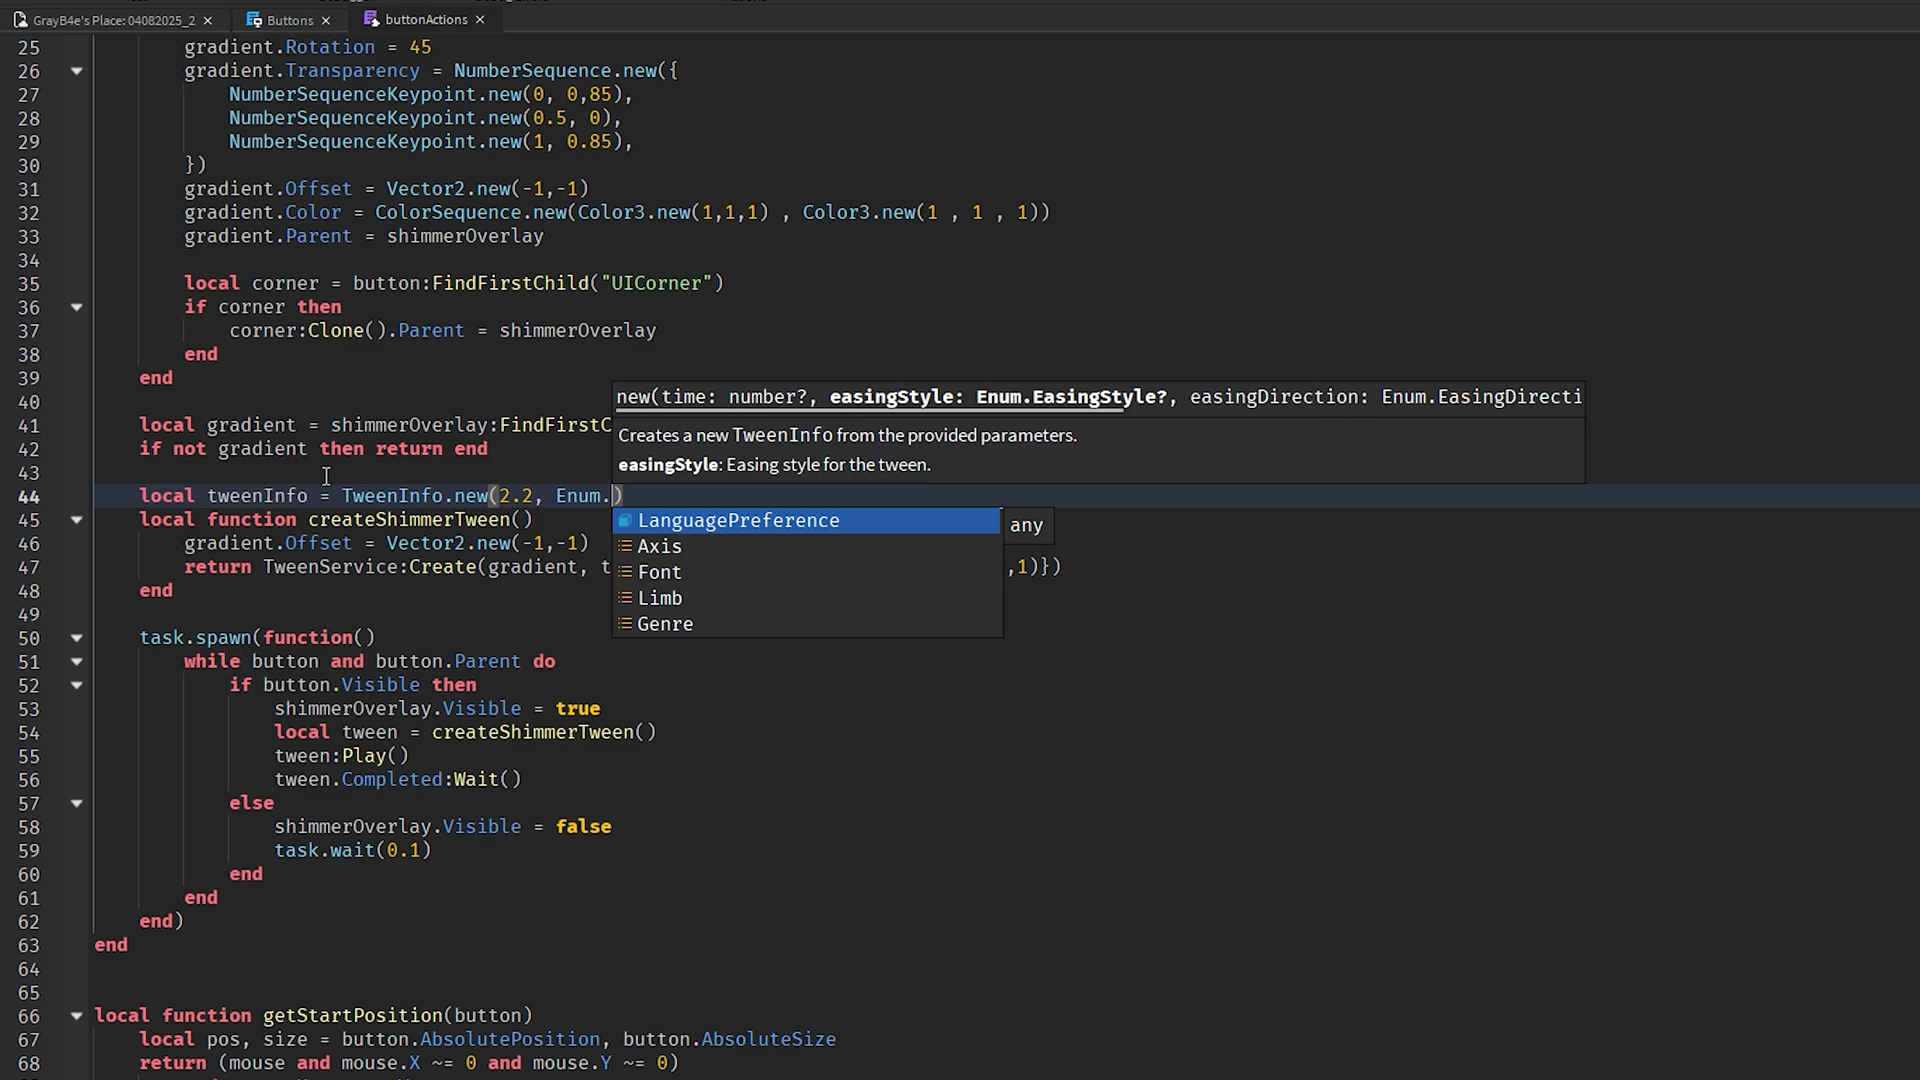 GrayB4e's Place: 04082025_2 × Buttons × buttonActions ×
25 gradient.Rotation = 45
26 gradient.Transparency = NumberSequence.new({
27 NumberSequenceKeypoint.new(0, 0,85),
28 NumberSequenceKeypoint.new(0.5, 0),
29 NumberSequenceKeypoint.new(1, 0.85),
30 })
31 gradient.Offset = Vector2.new(-1,-1)
32 gradient.Color = ColorSequence.new(Color3.new(1,1,1) , Color3.new(1 , 1 , 1))
33 gradient.Parent = shimmerOverlay
34
35 local corner = button:FindFirstChild("UICorner")
36 if corner then
37 corner:Clone().Parent = shimmerOverlay
38 end
39 end
40
new(time: number?, easingStyle: Enum.EasingStyle?, easingDirection: Enum.EasingDirecti
41 local gradient = shimmerOverlay:FindFirstC
Creates a new TweenInfo from the provided parameters.
42 if not gradient then return end
easingStyle: Easing style for the tween.
43
44 local tweenInfo = TweenInfo.new(2.2, Enum.)
45 local function createShimmerTween()
LanguagePreference any
46 gradient.Offset = Vector2.new(-1,-1)
Axis
47 return TweenService:Create(gradient, t ,1)})
Font
48 end
Limb
49
Genre
50 task.spawn(function()
51 while button and button.Parent do
52 if button.Visible then
53 shimmerOverlay.Visible = true
54 local tween = createShimmerTween()
55 tween:Play()
56 tween.Completed:Wait()
57 else
58 shimmerOverlay.Visible = false
59 task.wait(0.1)
60 end
61 end
62 end)
63 end
64
65
66 local function getStartPosition(button)
67 local pos, size = button.AbsolutePosition, button.AbsoluteSize
68 return (mouse and mouse.X ~= 0 and mouse.Y ~= 0)